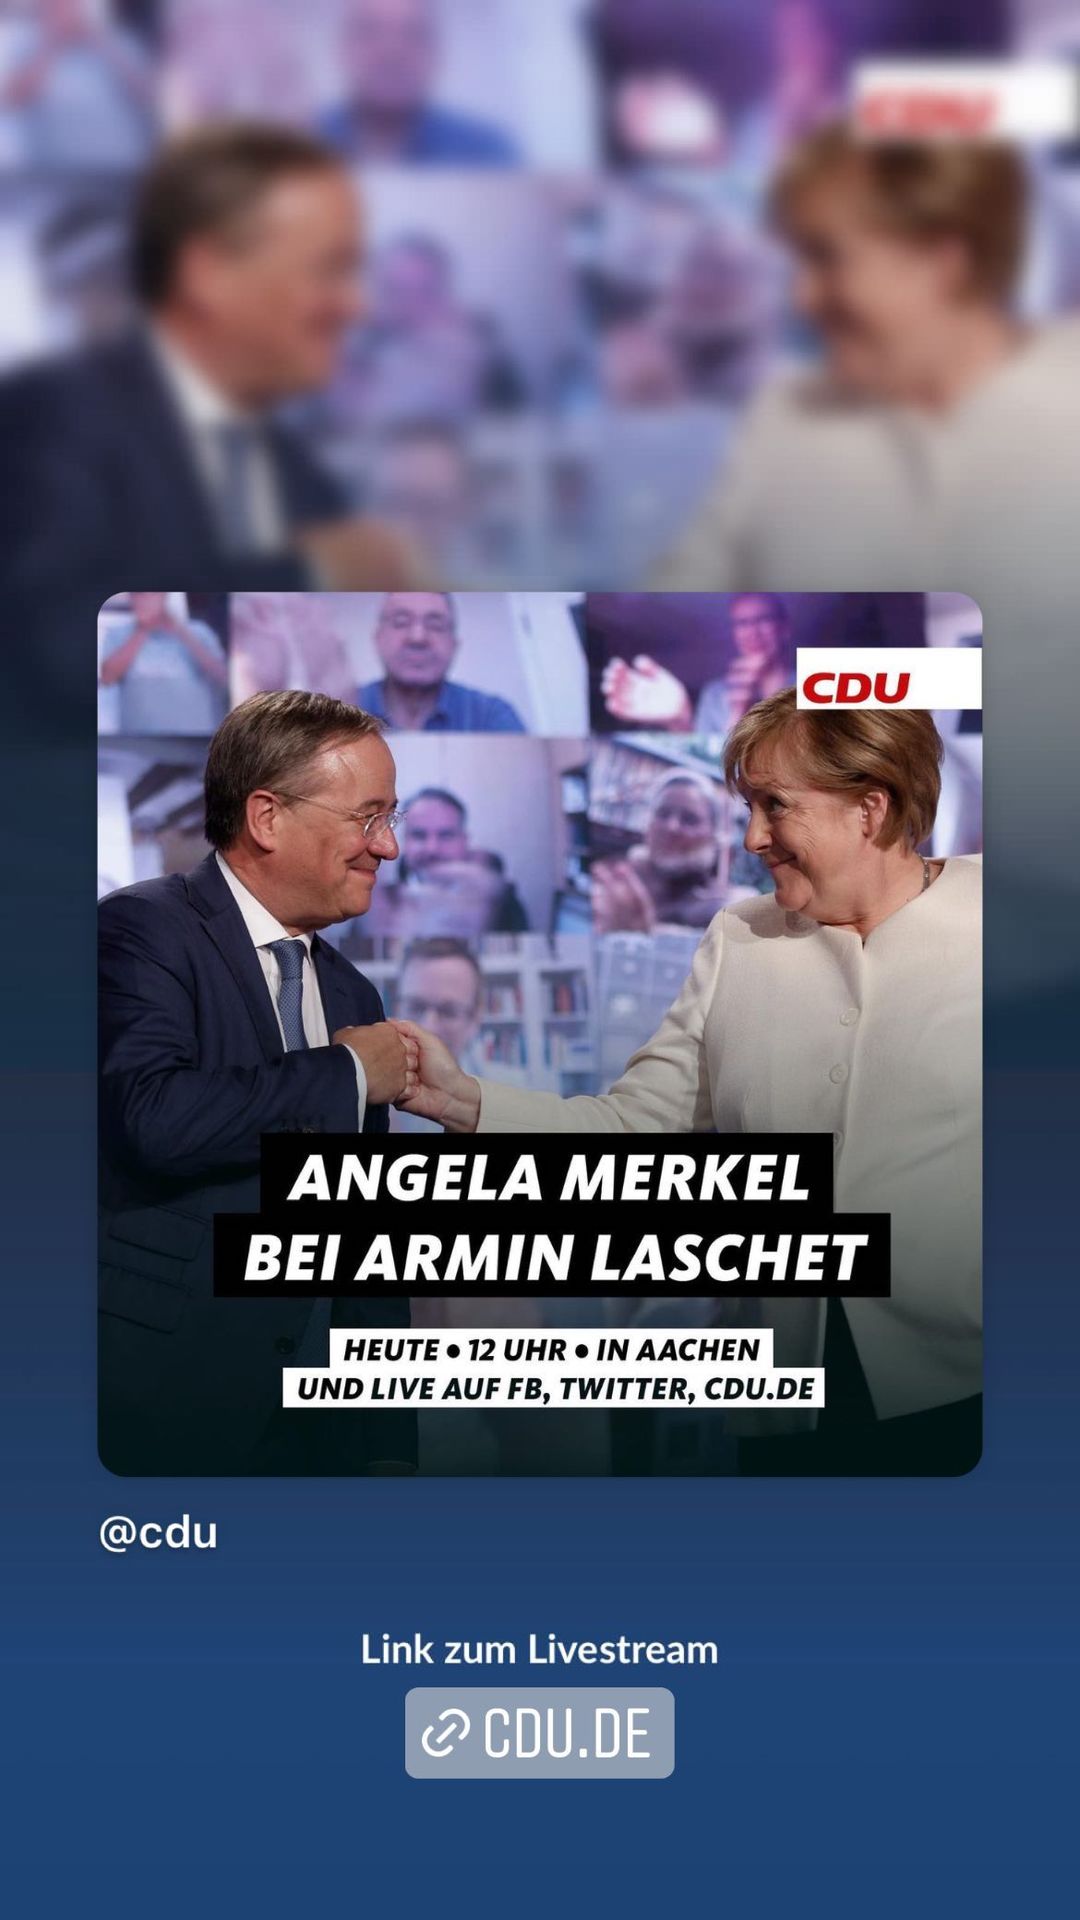 CDU
ANGELA MERKEL
BEI ARMIN LASCHET
HEUTE • 12 UHR • IN AACHEN
UND LIVE AUF FB, TWITTER, CDU.DE
@cdu
Link zum Livestream
CDU.DE